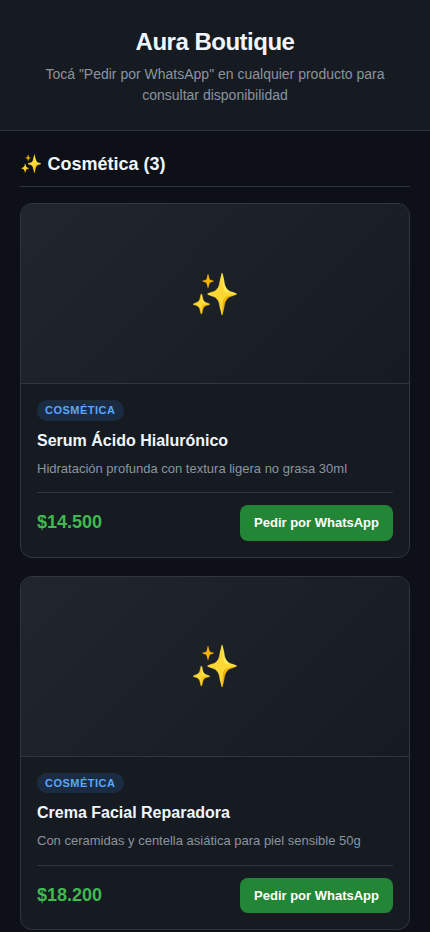 Aura Boutique
Tocá "Pedir por WhatsApp" en cualquier producto para
consultar disponibilidad
✨ Cosmética (3)
COSMÉTICA
Serum Ácido Hialurónico
Hidratación profunda con textura ligera no grasa 30ml
$14.500
Pedir por WhatsApp
COSMÉTICA
Crema Facial Reparadora
Con ceramidas y centella asiática para piel sensible 50g
$18.200
Pedir por WhatsApp